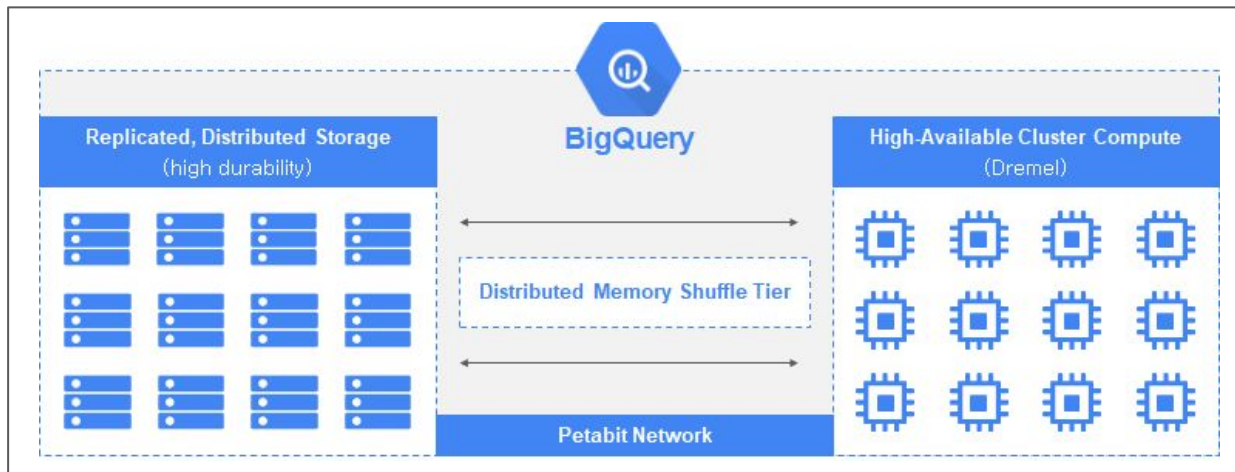 BigQuery
Replicated, Distributed Storage
(high durability)
High-Available Cluster Compute
(Dremel)
Distributed Memory Shuffle Tier
Petabit Network